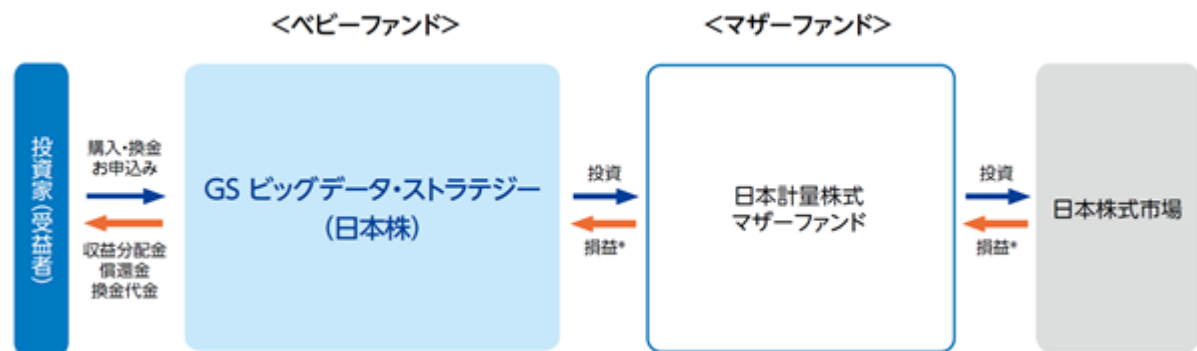 <ベビーファンド>
<マザーファンド>
投資家(受益者)
購入・換金
お申込み
収益分配金
償還金
換金代金
GS ビッグデータ・ストラテジー
(日本株)
投資
損益*
日本計量株式
マザーファンド
投資
損益*
日本株式市場